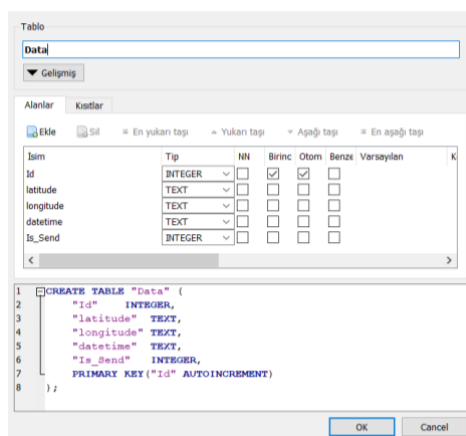 Tablo
Data
Gelişmiş
Alanlar Kısıtlar
Ekle Sil En yukarı taşı Yukarı taşı Aşağı taşı En aşağı taşı
İsim Tip NN Birinc Otom Benze Varsayılan K
Id INTEGER
latitude TEXT
longitude TEXT
datetime TEXT
Is_Send INTEGER
1 CREATE TABLE "Data" (
2 "Id" INTEGER,
3 "latitude" TEXT,
4 "longitude" TEXT,
5 "datetime" TEXT,
6 "Is_Send" INTEGER,
7 PRIMARY KEY("Id" AUTOINCREMENT)
8 );
OK Cancel